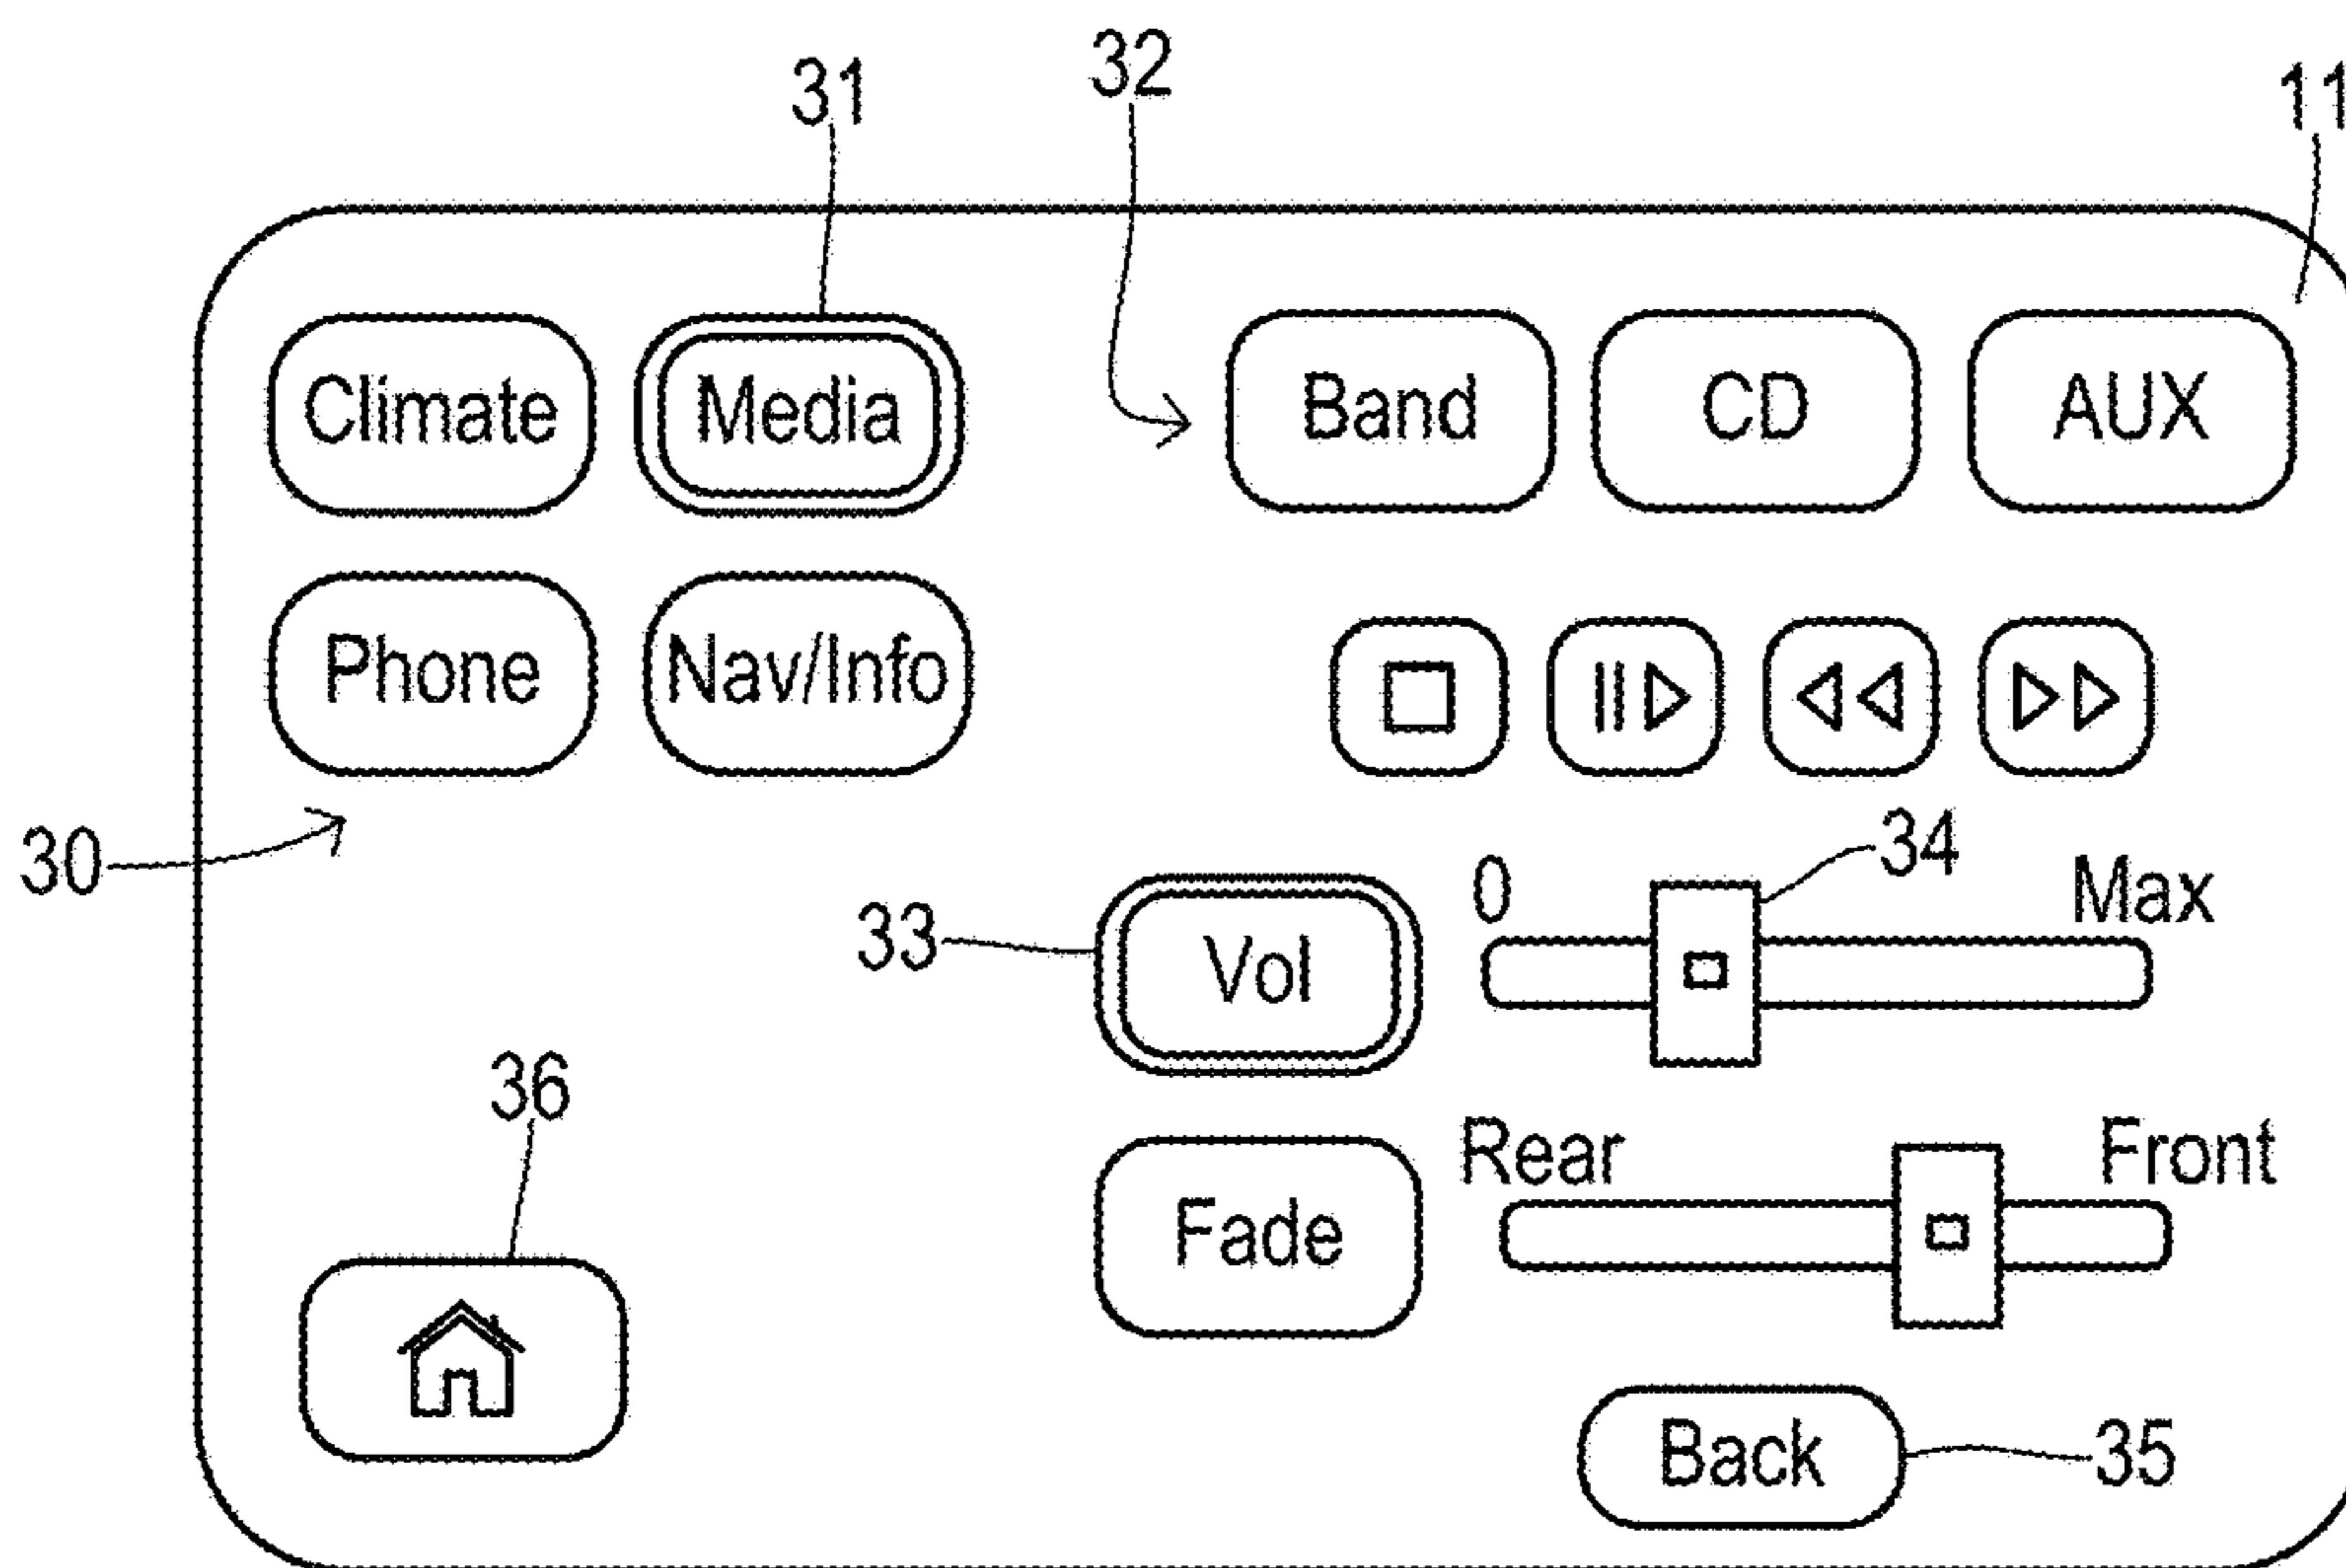 31
32
11
Climate
Media
Band
CD
AUX
Phone
Nav/Info
30
34
0
Max
33
Vol
36
Rear
Front
Fade
Back
35